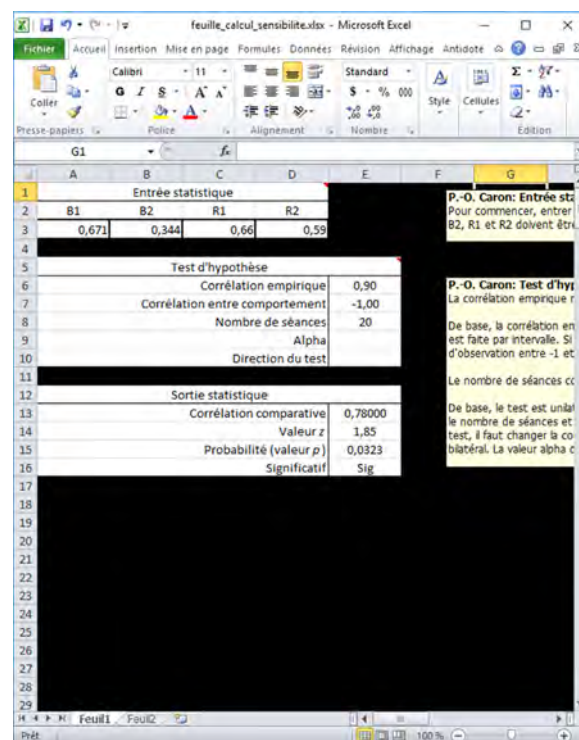 feuille_calcul_sensibilite.xlsx - Microsoft Excel
Fichier Accueil Insertion Mise en page Formules Données Révision Affichage Antidote
Calibri 11 Standard Σ
Coller G I S A A $ % 000 Style Cellules
Presse-papiers Police Alignement Nombre Édition
G1 fx
A B C D E F G
1 Entrée statistique P.-O. Caron: Entrée sta
2 B1 B2 R1 R2 Pour commencer, entrer
3 0,671 0,344 0,66 0,59 B2, R1 et R2 doivent être
4
5 Test d'hypothèse
6 Corrélation empirique 0,90 P.-O. Caron: Test d'hyp
7 Corrélation entre comportement -1,00 La corrélation empirique
8 Nombre de séances 20 De base, la corrélation en
9 Alpha est faite par intervalle. Si
10 Direction du test d'observation entre -1 et
11 Le nombre de séances co
12 Sortie statistique
13 Corrélation comparative 0,78000 De base, le test est unila
14 Valeur z 1,85 le nombre de séances et
15 Probabilité (valeur p) 0,0323 test, il faut changer la co
16 Significatif Sig bilatéral. La valeur alpha
17
18
19
20
21
22
23
24
25
26
27
28
29
Feuil1 Feuil2
Prêt 100 %